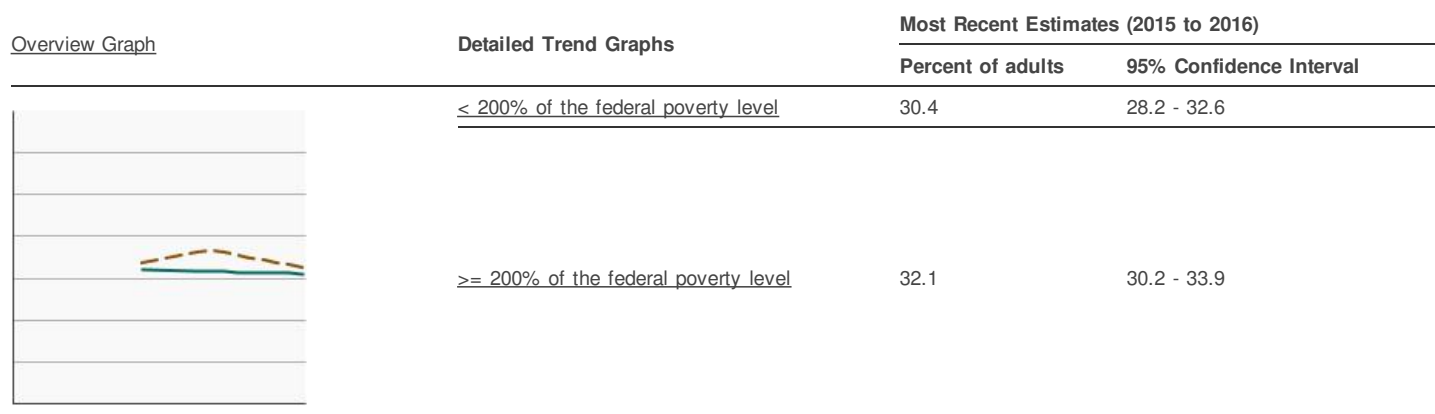 Overview Graph
Detailed Trend Graphs
Most Recent Estimates (2015 to 2016)
Percent of adults
95% Confidence Interval
< 200% of the federal poverty level 30.4 28.2 - 32.6
>= 200% of the federal poverty level 32.1 30.2 - 33.9